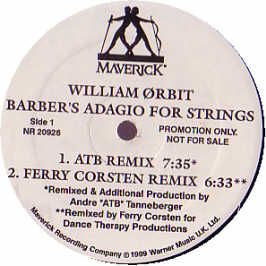 MAVERICK
WILLIAM ØRBIT
BARBER'S ADAGIO FOR STRINGS
Side 1
NR 20926
PROMOTION ONLY.
NOT FOR SALE
1. ATB REMIX 7:35*
2. FERRY CORSTEN REMIX 6:33**
*Remixed & Additional Production by
Andre "ATB" Tanneberger
**Remixed by Ferry Corsten for
Dance Therapy Productions
Maverick Recording Company ℗ 1999 Warner Music U.K. Ltd.